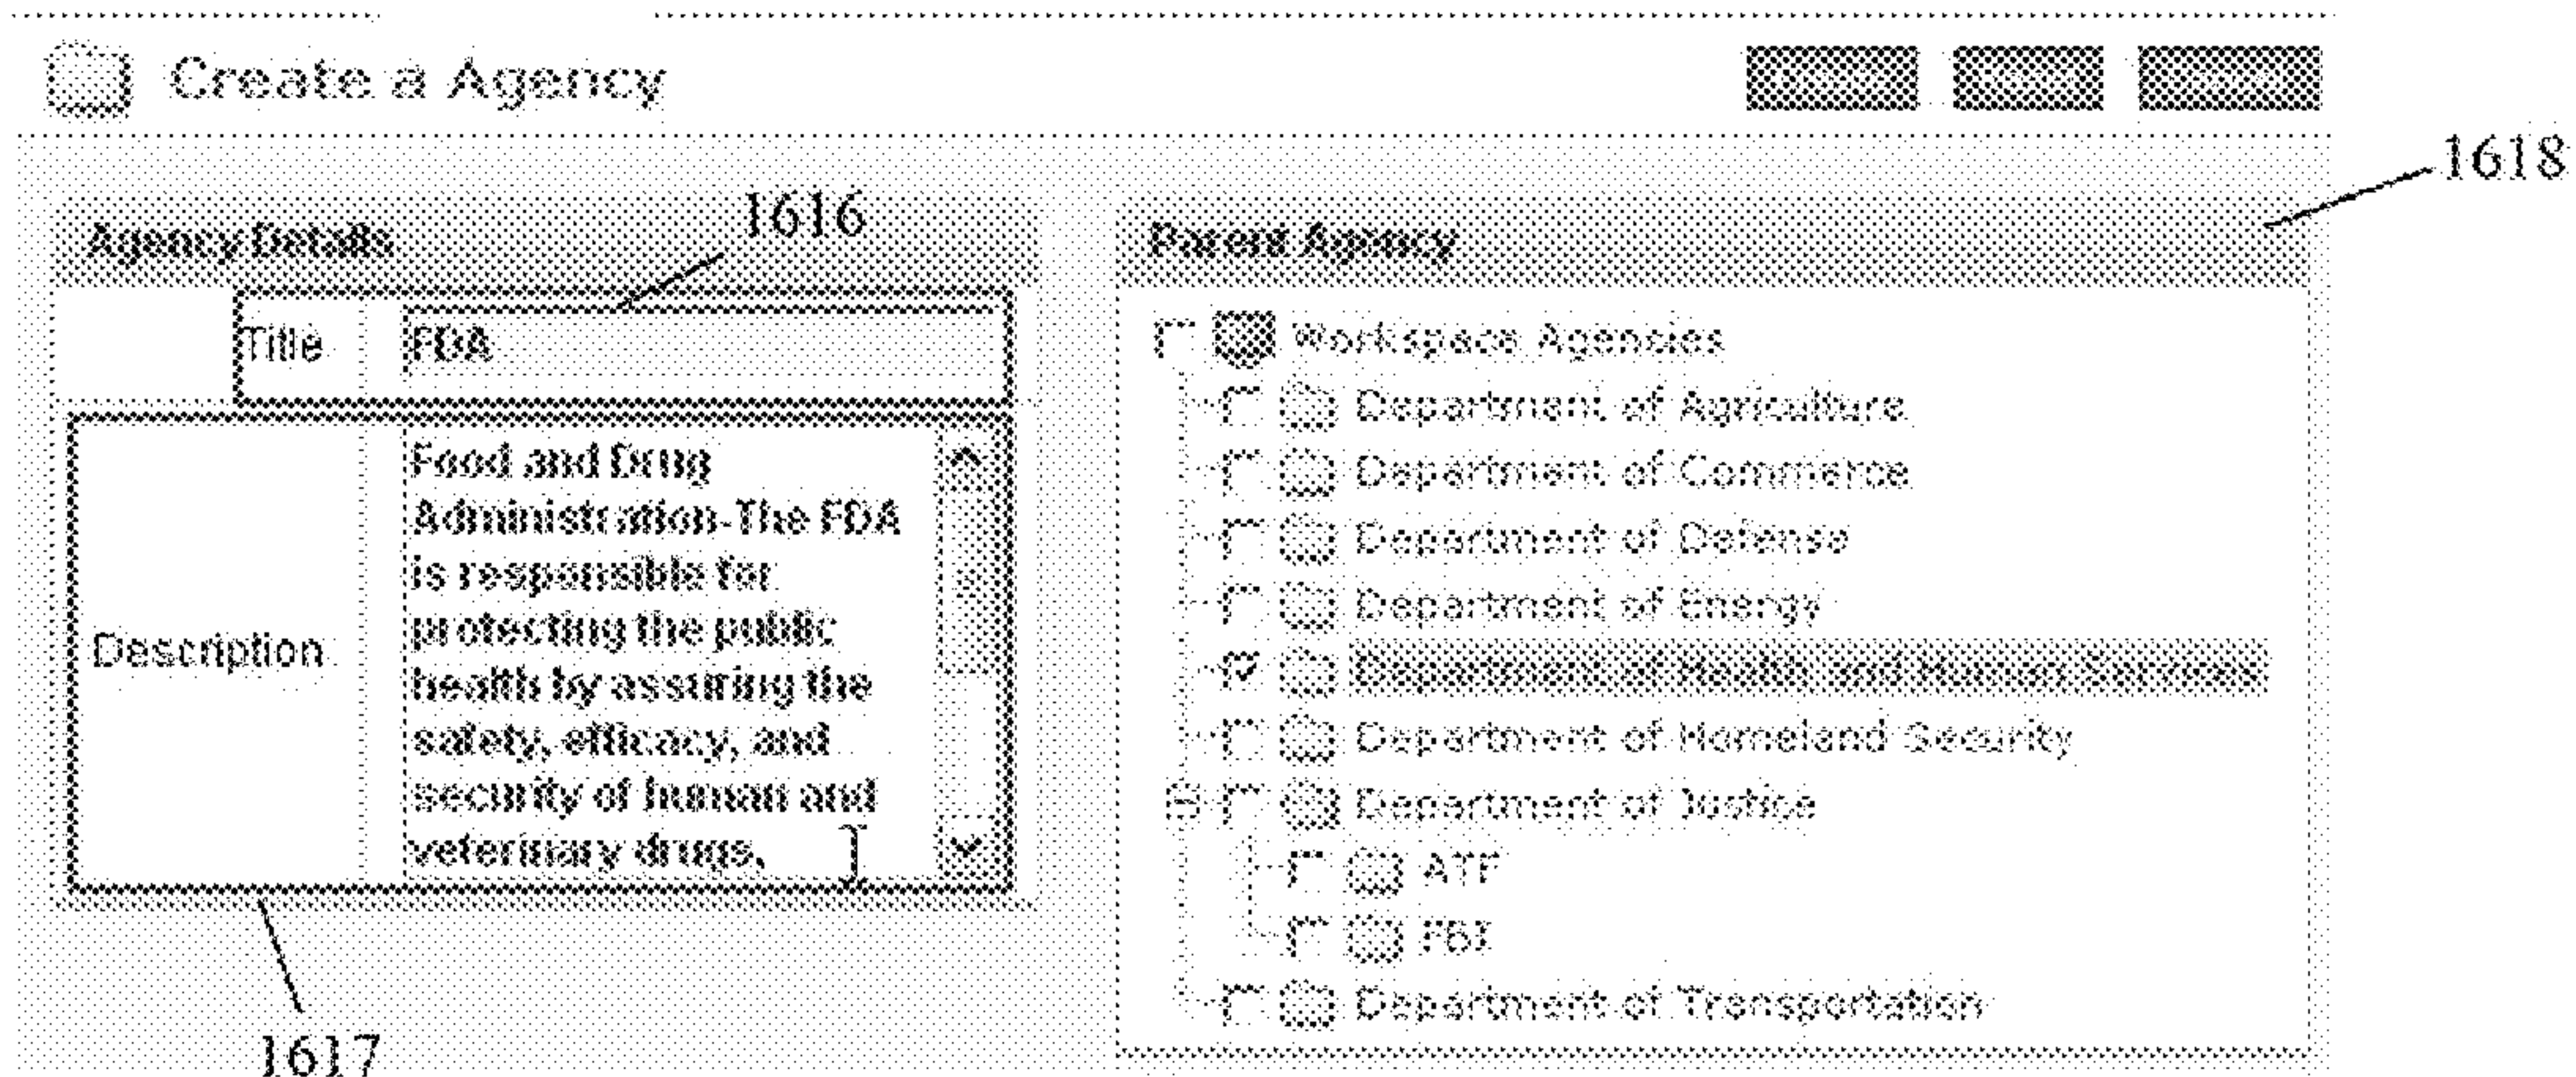 Create a Agency
1618
Agency Details
1616
Title
FDA
Description
Food and Drug
Administration-The FDA
is responsible for
protecting the public
health by assuring the
safety, efficacy, and
security of human and
veterinary drugs,
1617
Parent Agency
Workspace Agencies
Department of Agriculture
Department of Commerce
Department of Defense
Department of Energy
Department of Health and Human Services
Department of Homeland Security
Department of Justice
ATF
FBI
Department of Transportation